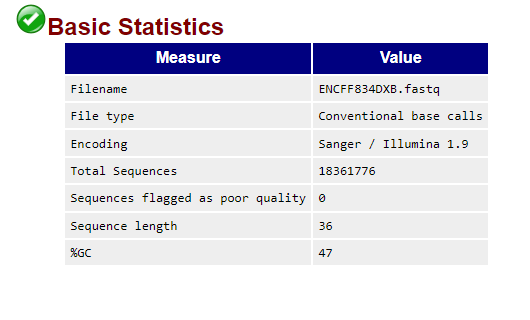 Basic Statistics
Measure Value
Filename ENCFF834DXB.fastq
File type Conventional base calls
Encoding Sanger / Illumina 1.9
Total Sequences 18361776
Sequences flagged as poor quality 0
Sequence length 36
%GC 47